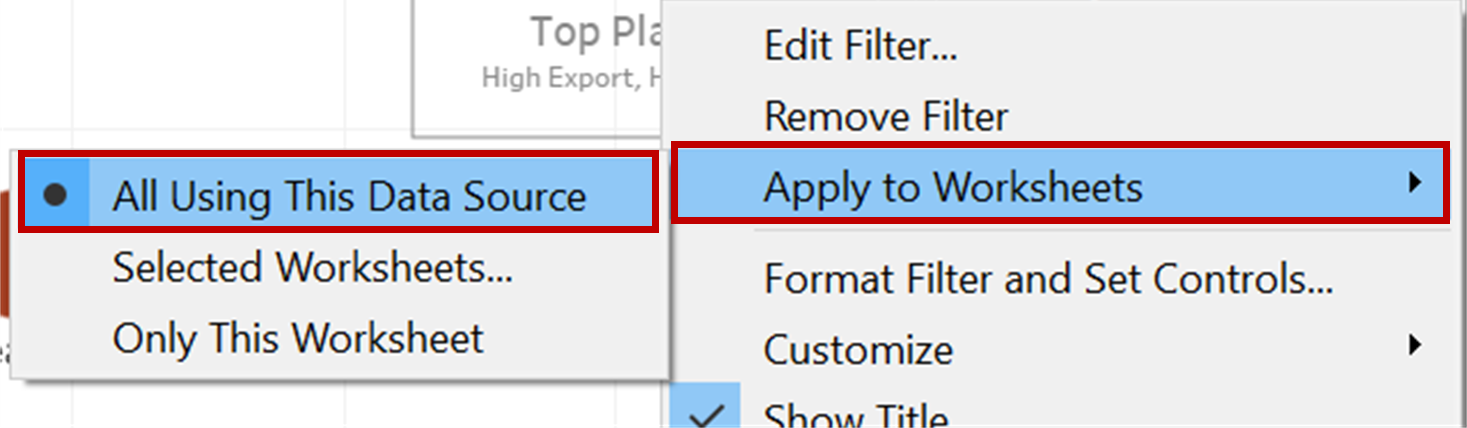 Top
High Export,
Edit Filter...
Remove Filter
Apply to Worksheets
All Using This Data Source
Selected Worksheets...
Only This Worksheet
Format Filter and Set Controls...
Customize
Show Title